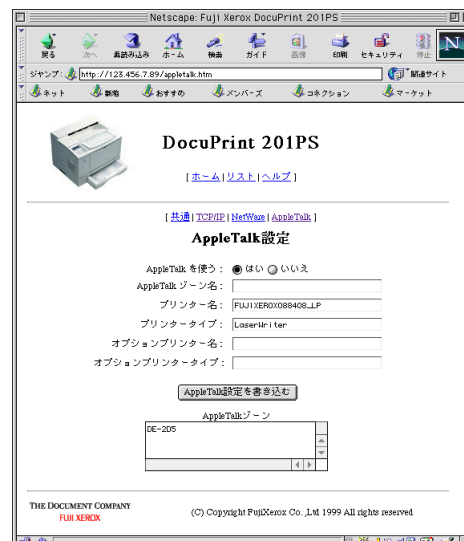 Netscape: Fuji Xerox DocuPrint 201PS
戻る 次へ 再読み込み ホーム 検索 ガイド 画像 印刷 セキュリティ 停止 N
ジャンプ: http://123.456.7.89/appletalk.htm 関連サイト
ネット 新着 おすすめ メンバーズ コネクション マーケット
DocuPrint 201PS
[ ホーム | リスト | ヘルプ ]
[ 共通 | TCP/IP | NetWare | AppleTalk ]
AppleTalk設定
AppleTalk を使う: はい いいえ
AppleTalk ゾーン名:
プリンター名: FUJIXEROX088408_LP
プリンタータイプ: LaserWriter
オプションプリンター名:
オプションプリンタータイプ:
AppleTalk設定を書き込む
AppleTalkゾーン
DE-2D5
THE DOCUMENT COMPANY
FUJI XEROX
(C) Copyright FujiXerox Co. ,Ltd 1999 All rights reserved